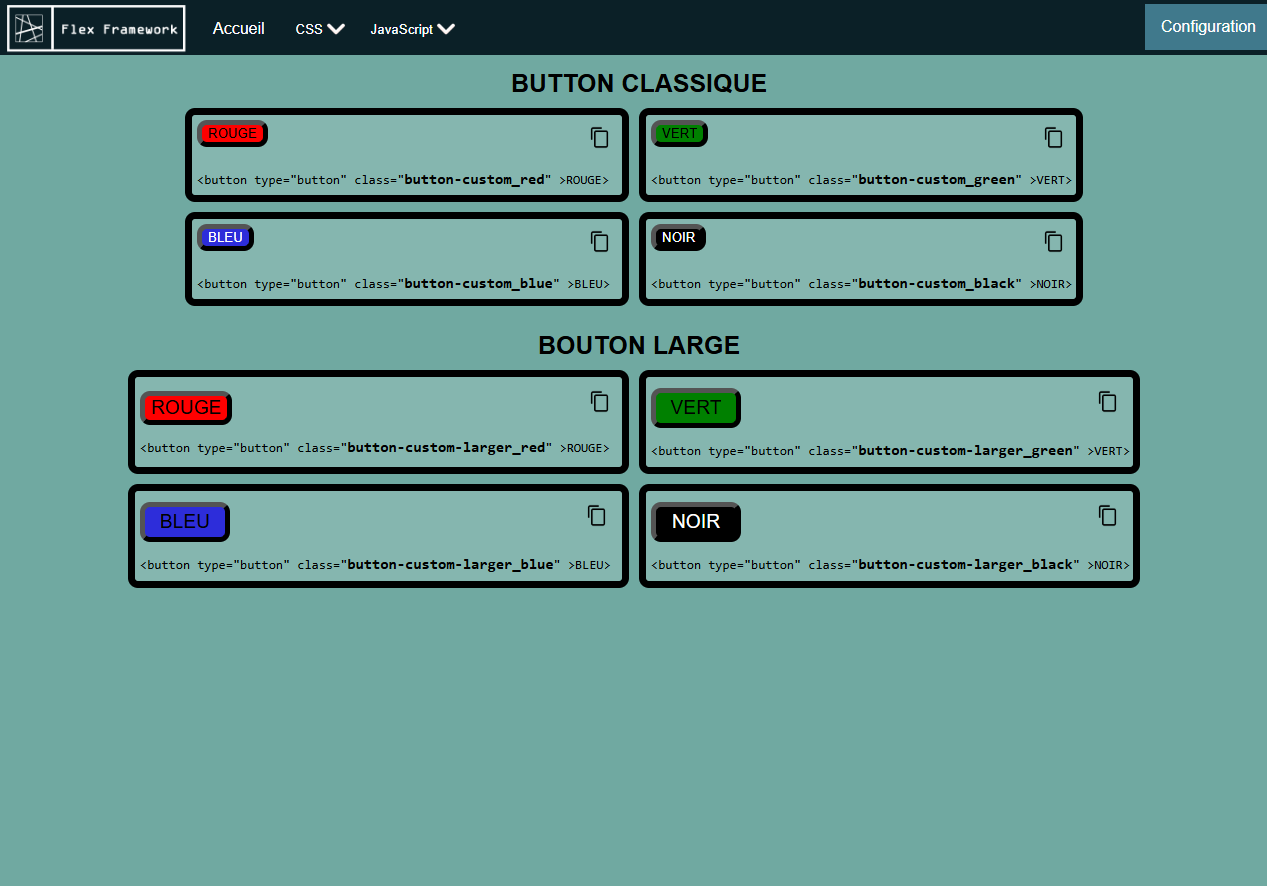 Flex Framework
Accueil
CSS
JavaScript
Configuration
BUTTON CLASSIQUE
ROUGE
<button type="button" class="button-custom_red" >ROUGE>
VERT
<button type="button" class="button-custom_green" >VERT>
BLEU
<button type="button" class="button-custom_blue" >BLEU>
NOIR
<button type="button" class="button-custom_black" >NOIR>
BOUTON LARGE
ROUGE
<button type="button" class="button-custom-larger_red" >ROUGE>
VERT
<button type="button" class="button-custom-larger_green" >VERT>
BLEU
<button type="button" class="button-custom-larger_blue" >BLEU>
NOIR
<button type="button" class="button-custom-larger_black" >NOIR>